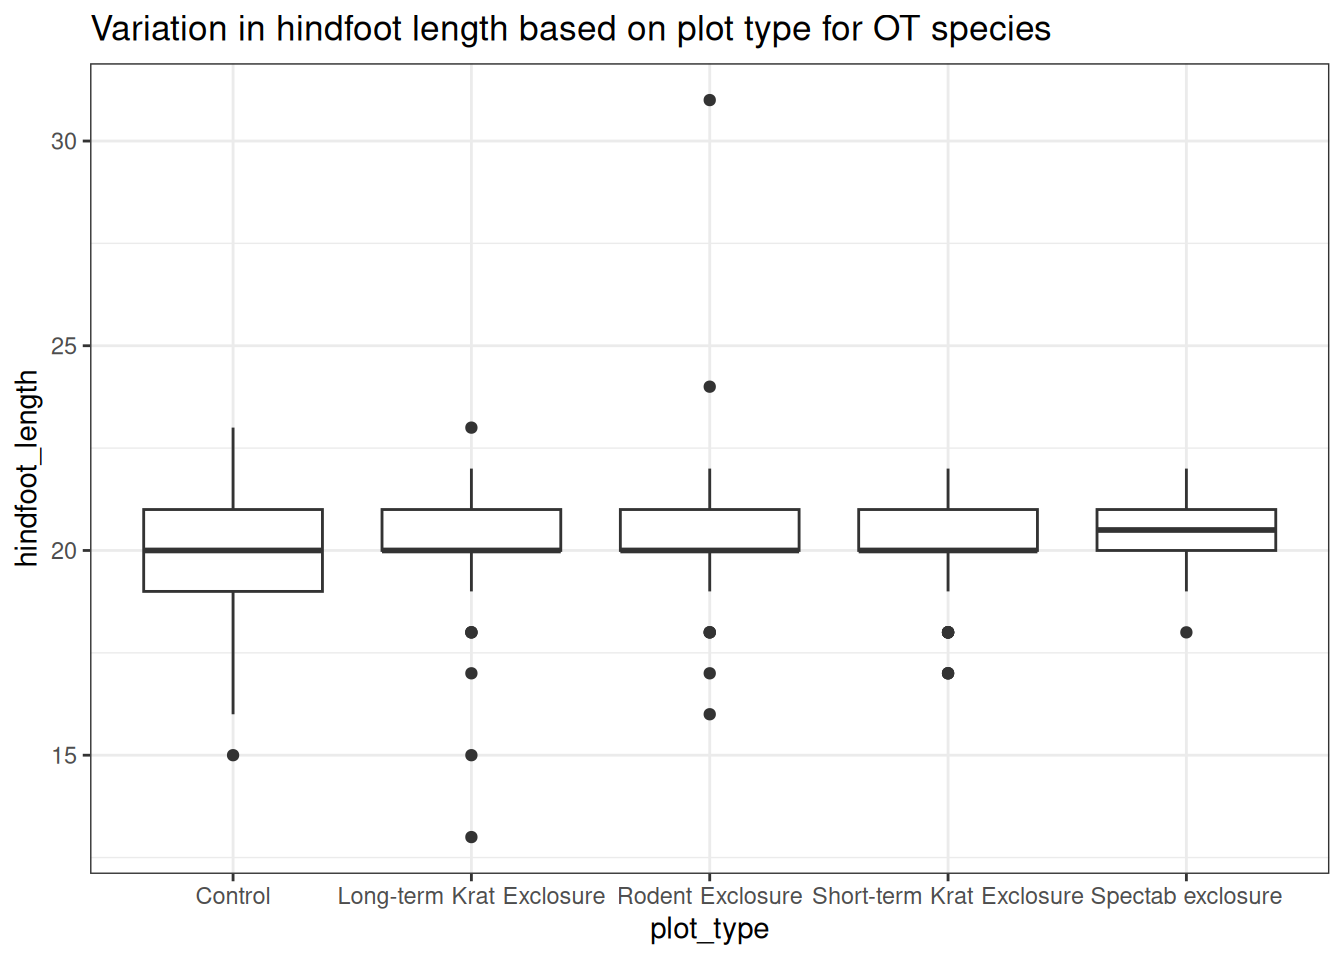 Variation in hindfoot length based on plot type for OT species
hindfoot_length
30
25
20
15
Control
Long-term Krat Exclosure
Rodent Exclosure
Short-term Krat Exclosure
Spectab exclosure
plot_type